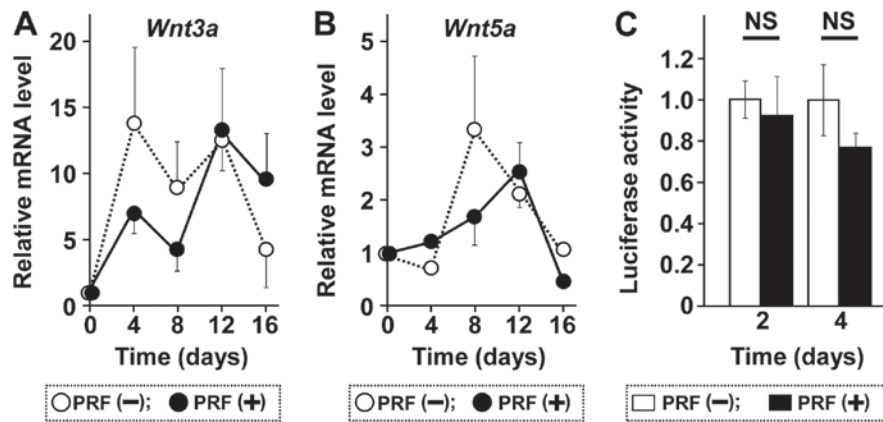 A
Wnt3a
Relative mRNA level
20
15
10
5
0
0 4 8 12 16
Time (days)
PRF (−); PRF (+)
B
Wnt5a
Relative mRNA level
5
4
3
2
1
0
0 4 8 12 16
Time (days)
PRF (−); PRF (+)
C
NS NS
Luciferase activity
1.2
1.0
0.8
0.6
0.4
0.2
0
2 4
Time (days)
PRF (−); PRF (+)